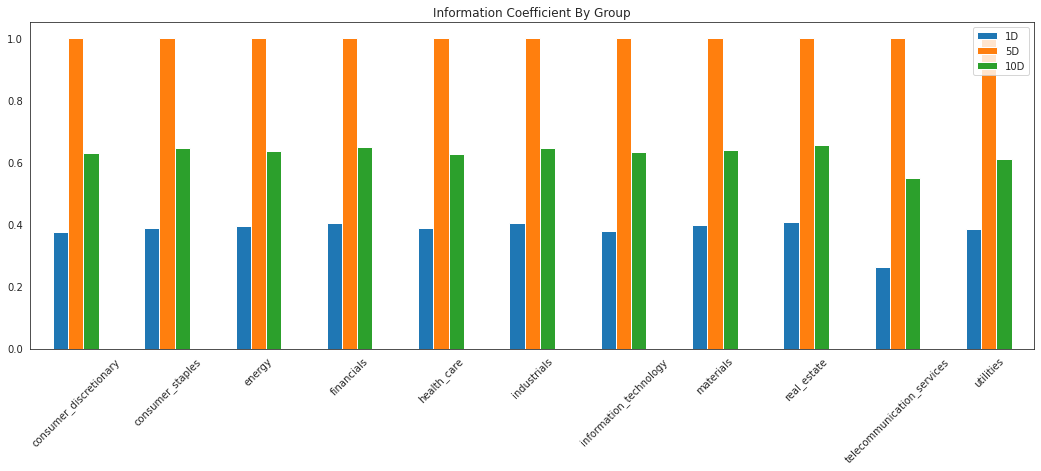 Information Coefficient By Group
1D
5D
10D
1.0
0.8
0.6
0.4
0.2
0.0
consumer_discretionary
consumer_staples
energy
financials
health_care
industrials
information_technology
materials
real_estate
telecommunication_services
utilities